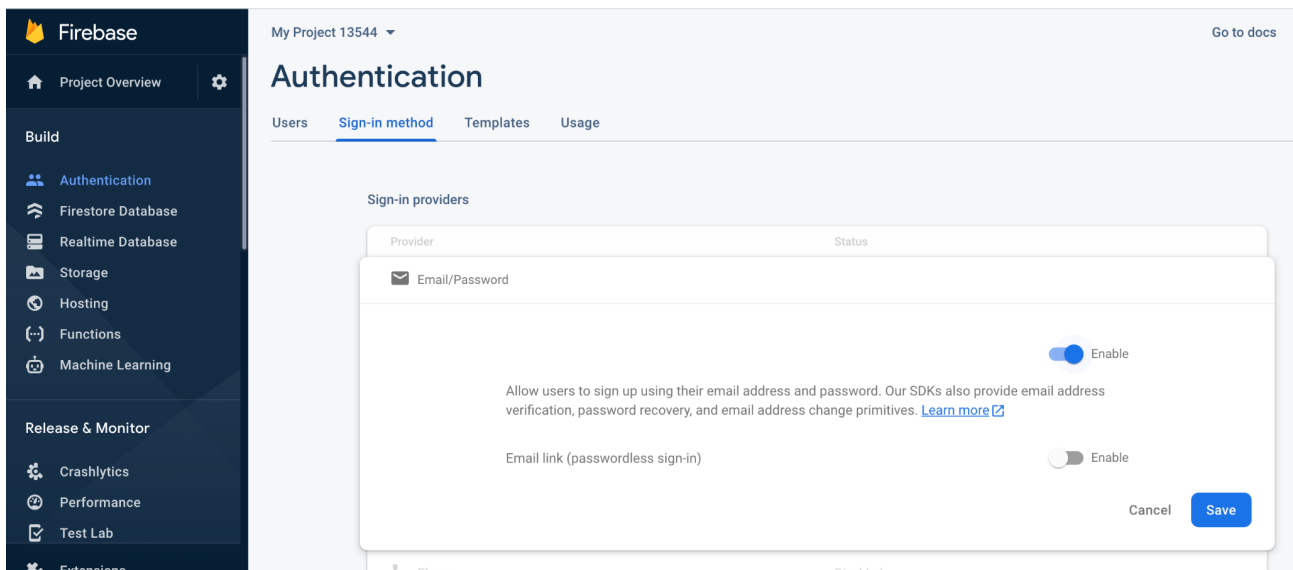 Firebase
My Project 13544
Go to docs
Project Overview
Authentication
Users Sign-in method Templates Usage
Build
Authentication
Firestore Database
Realtime Database
Storage
Hosting
Functions
Machine Learning
Release & Monitor
Crashlytics
Performance
Test Lab
Extensions
Sign-in providers
Provider Status
Email/Password
Enable
Allow users to sign up using their email address and password. Our SDKs also provide email address
verification, password recovery, and email address change primitives. Learn more
Email link (passwordless sign-in) Enable
Cancel Save